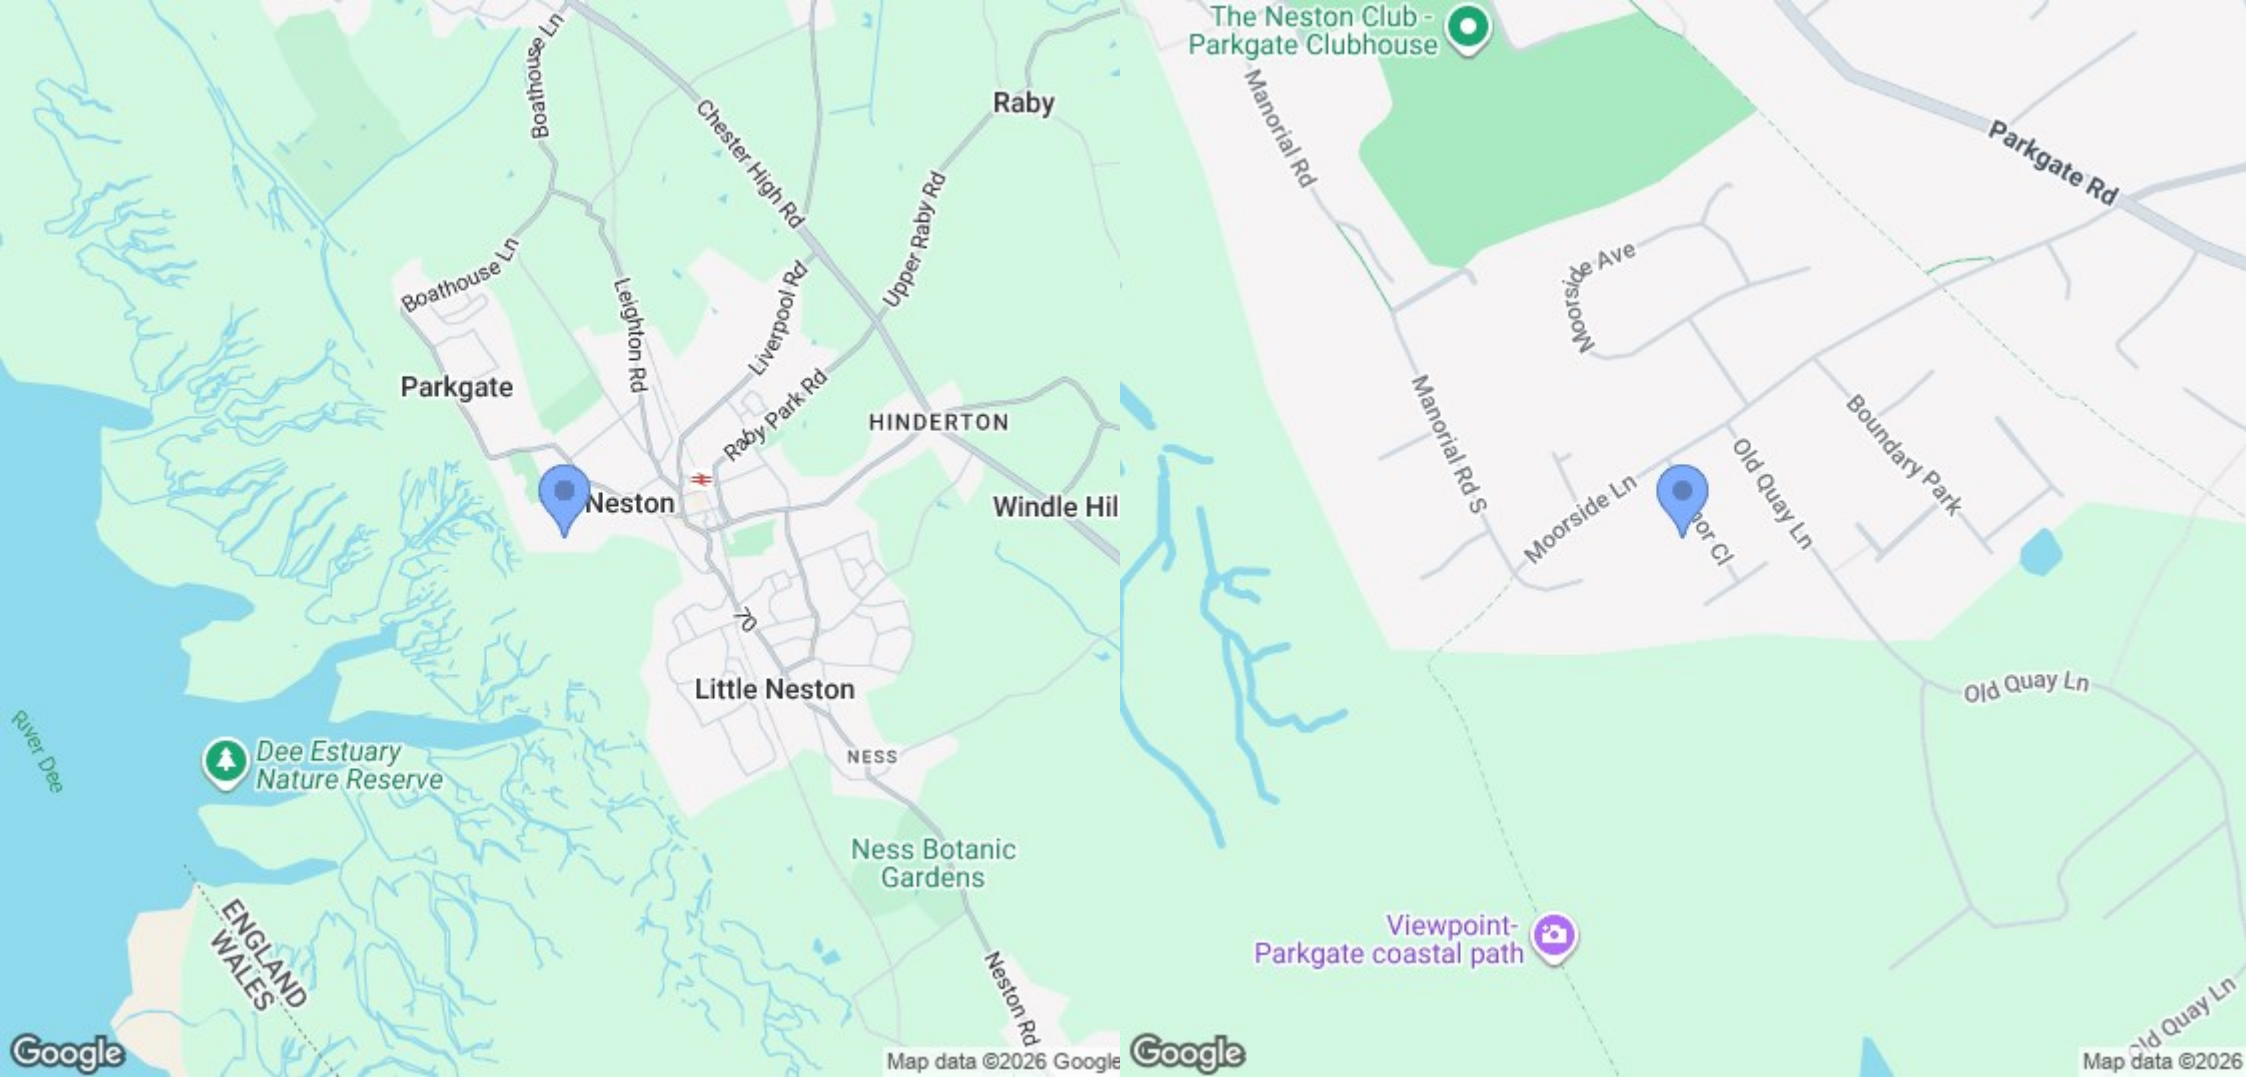 Boathouse Ln
Chester High Rd
Raby
Upper Raby Rd
Boathouse Ln
Leighton Rd
Liverpool Rd
Parkgate
Raby Park Rd
HINDERTON
Neston
Windle Hil
70
Little Neston
River Dee
Dee Estuary
Nature Reserve
NESS
Ness Botanic
Gardens
ENGLAND
WALES
Neston Rd
Google
Map data ©2026 Google
The Neston Club -
Parkgate Clubhouse
Manorial Rd
Parkgate Rd
Moorside Ave
Manorial Rd S
Boundary Park
Old Quay Ln
Moorside Ln
Cl
Old Quay Ln
Viewpoint-
Parkgate coastal path
Old Quay Ln
Google
Map data ©2026